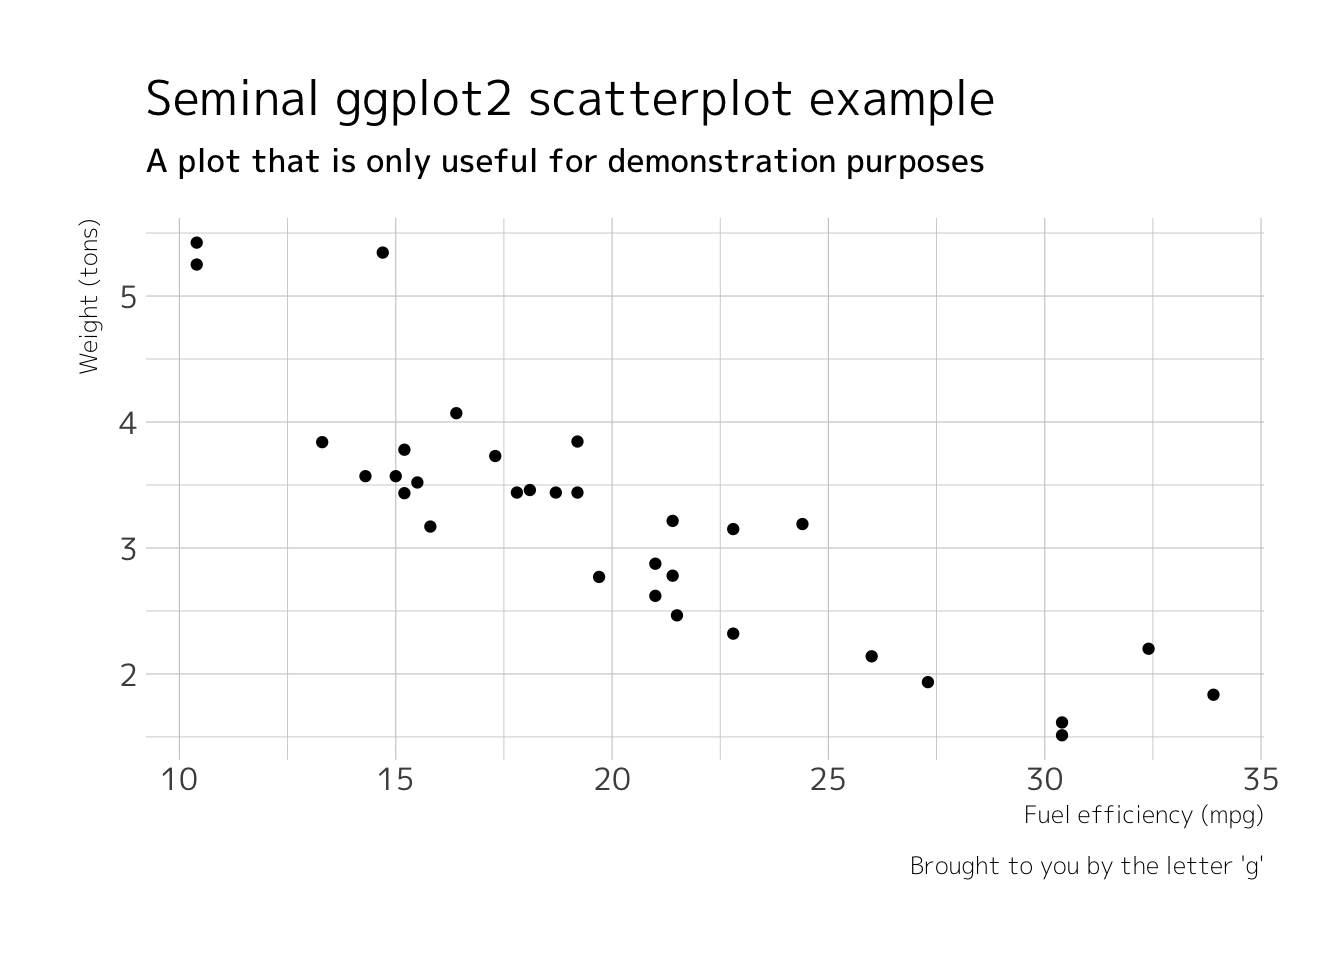 Seminal ggplot2 scatterplot example
A plot that is only useful for demonstration purposes
Weight (tons)
5
4
3
2
10 15 20 25 30 35
Fuel efficiency (mpg)
Brought to you by the letter 'g'